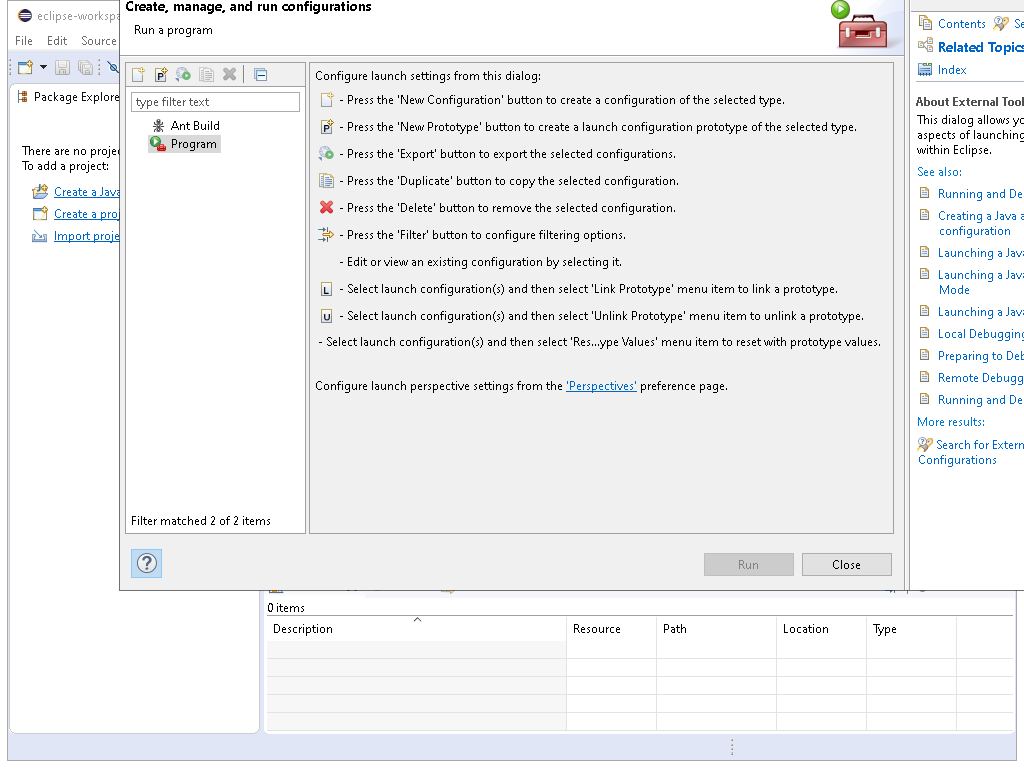 eclipse-workspa
File Edit Source
Package Explore
There are no proje
To add a project:
Create a Java
Create a proj
Import proje
Create, manage, and run configurations
Run a program
type filter text
Ant Build
Program
Filter matched 2 of 2 items
Configure launch settings from this dialog:
- Press the 'New Configuration' button to create a configuration of the selected type.
- Press the 'New Prototype' button to create a launch configuration prototype of the selected type.
- Press the 'Export' button to export the selected configurations.
- Press the 'Duplicate' button to copy the selected configuration.
- Press the 'Delete' button to remove the selected configuration.
- Press the 'Filter' button to configure filtering options.
- Edit or view an existing configuration by selecting it.
L - Select launch configuration(s) and then select 'Link Prototype' menu item to link a prototype.
U - Select launch configuration(s) and then select 'Unlink Prototype' menu item to unlink a prototype.
- Select launch configuration(s) and then select 'Res...ype Values' menu item to reset with prototype values.
Configure launch perspective settings from the 'Perspectives' preference page.
Run Close
Contents Se
Related Topics
Index
About External Tool
This dialog allows yo
aspects of launching
within Eclipse.
See also:
Running and De
Creating a Java a
configuration
Launching a Java
Launching a Java
Mode
Launching a Java
Local Debugging
Preparing to Deb
Remote Debugg
Running and De
More results:
Search for Extern
Configurations
0 items
Description Resource Path Location Type